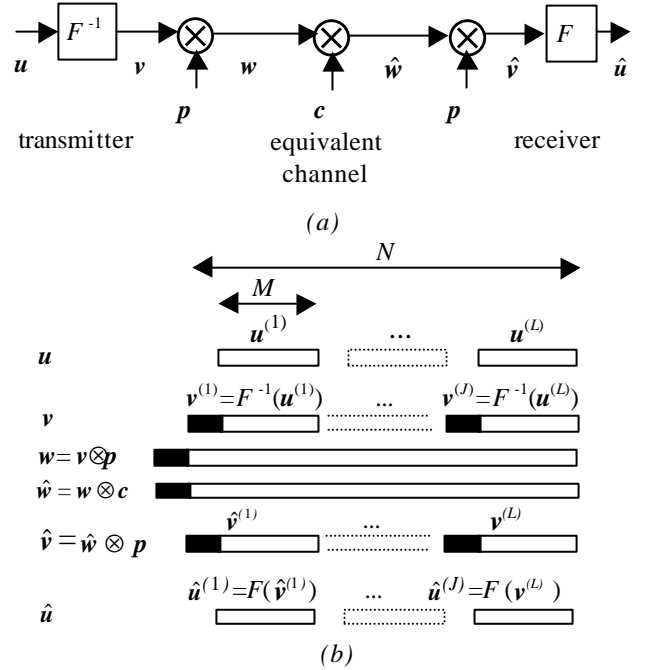 u F⁻¹ v w ŵ v̂ F û
p c p
transmitter equivalent channel receiver
(a)
N
M
u u⁽¹⁾ ... u⁽ᴸ⁾
v v⁽¹⁾=F⁻¹(u⁽¹⁾) ... v⁽ᴶ⁾=F⁻¹(u⁽ᴸ⁾)
w = v⊗p
ŵ = w ⊗ c
v̂ = ŵ ⊗ p v̂⁽¹⁾ ... v⁽ᴸ⁾
û û⁽¹⁾=F(v̂⁽¹⁾) ... û⁽ᴶ⁾=F(v⁽ᴸ⁾)
(b)